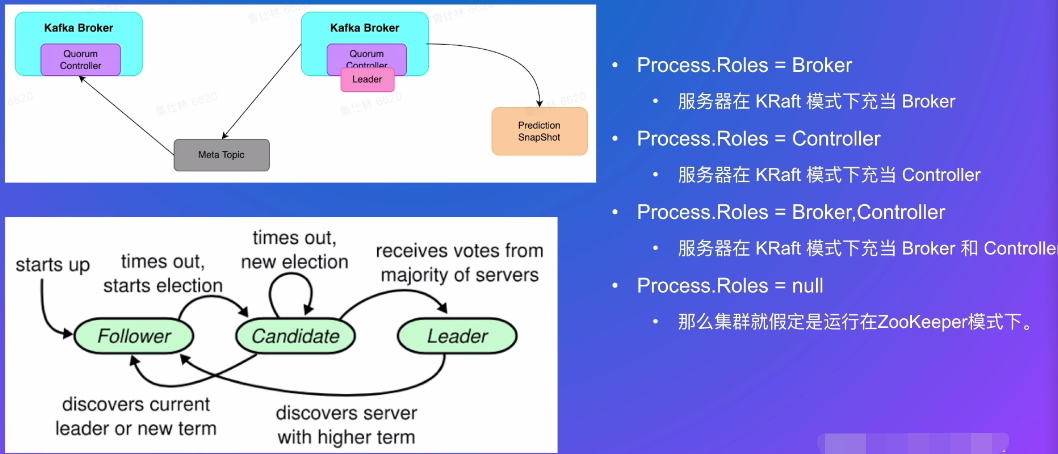 Kafka Broker
Quorum
Controller
Kafka Broker
Quorum
Controller
Leader
Meta Topic
Prediction
SnapShot
starts up
times out,
starts election
times out,
new election
receives votes from
majority of servers
Follower
Candidate
Leader
discovers current
leader or new term
discovers server
with higher term
• Process.Roles = Broker
• 服务器在 KRaft 模式下充当 Broker
• Process.Roles = Controller
• 服务器在 KRaft 模式下充当 Controller
• Process.Roles = Broker,Controller
• 服务器在 KRaft 模式下充当 Broker 和 Controlle
• Process.Roles = null
• 那么集群就假定是运行在ZooKeeper模式下。